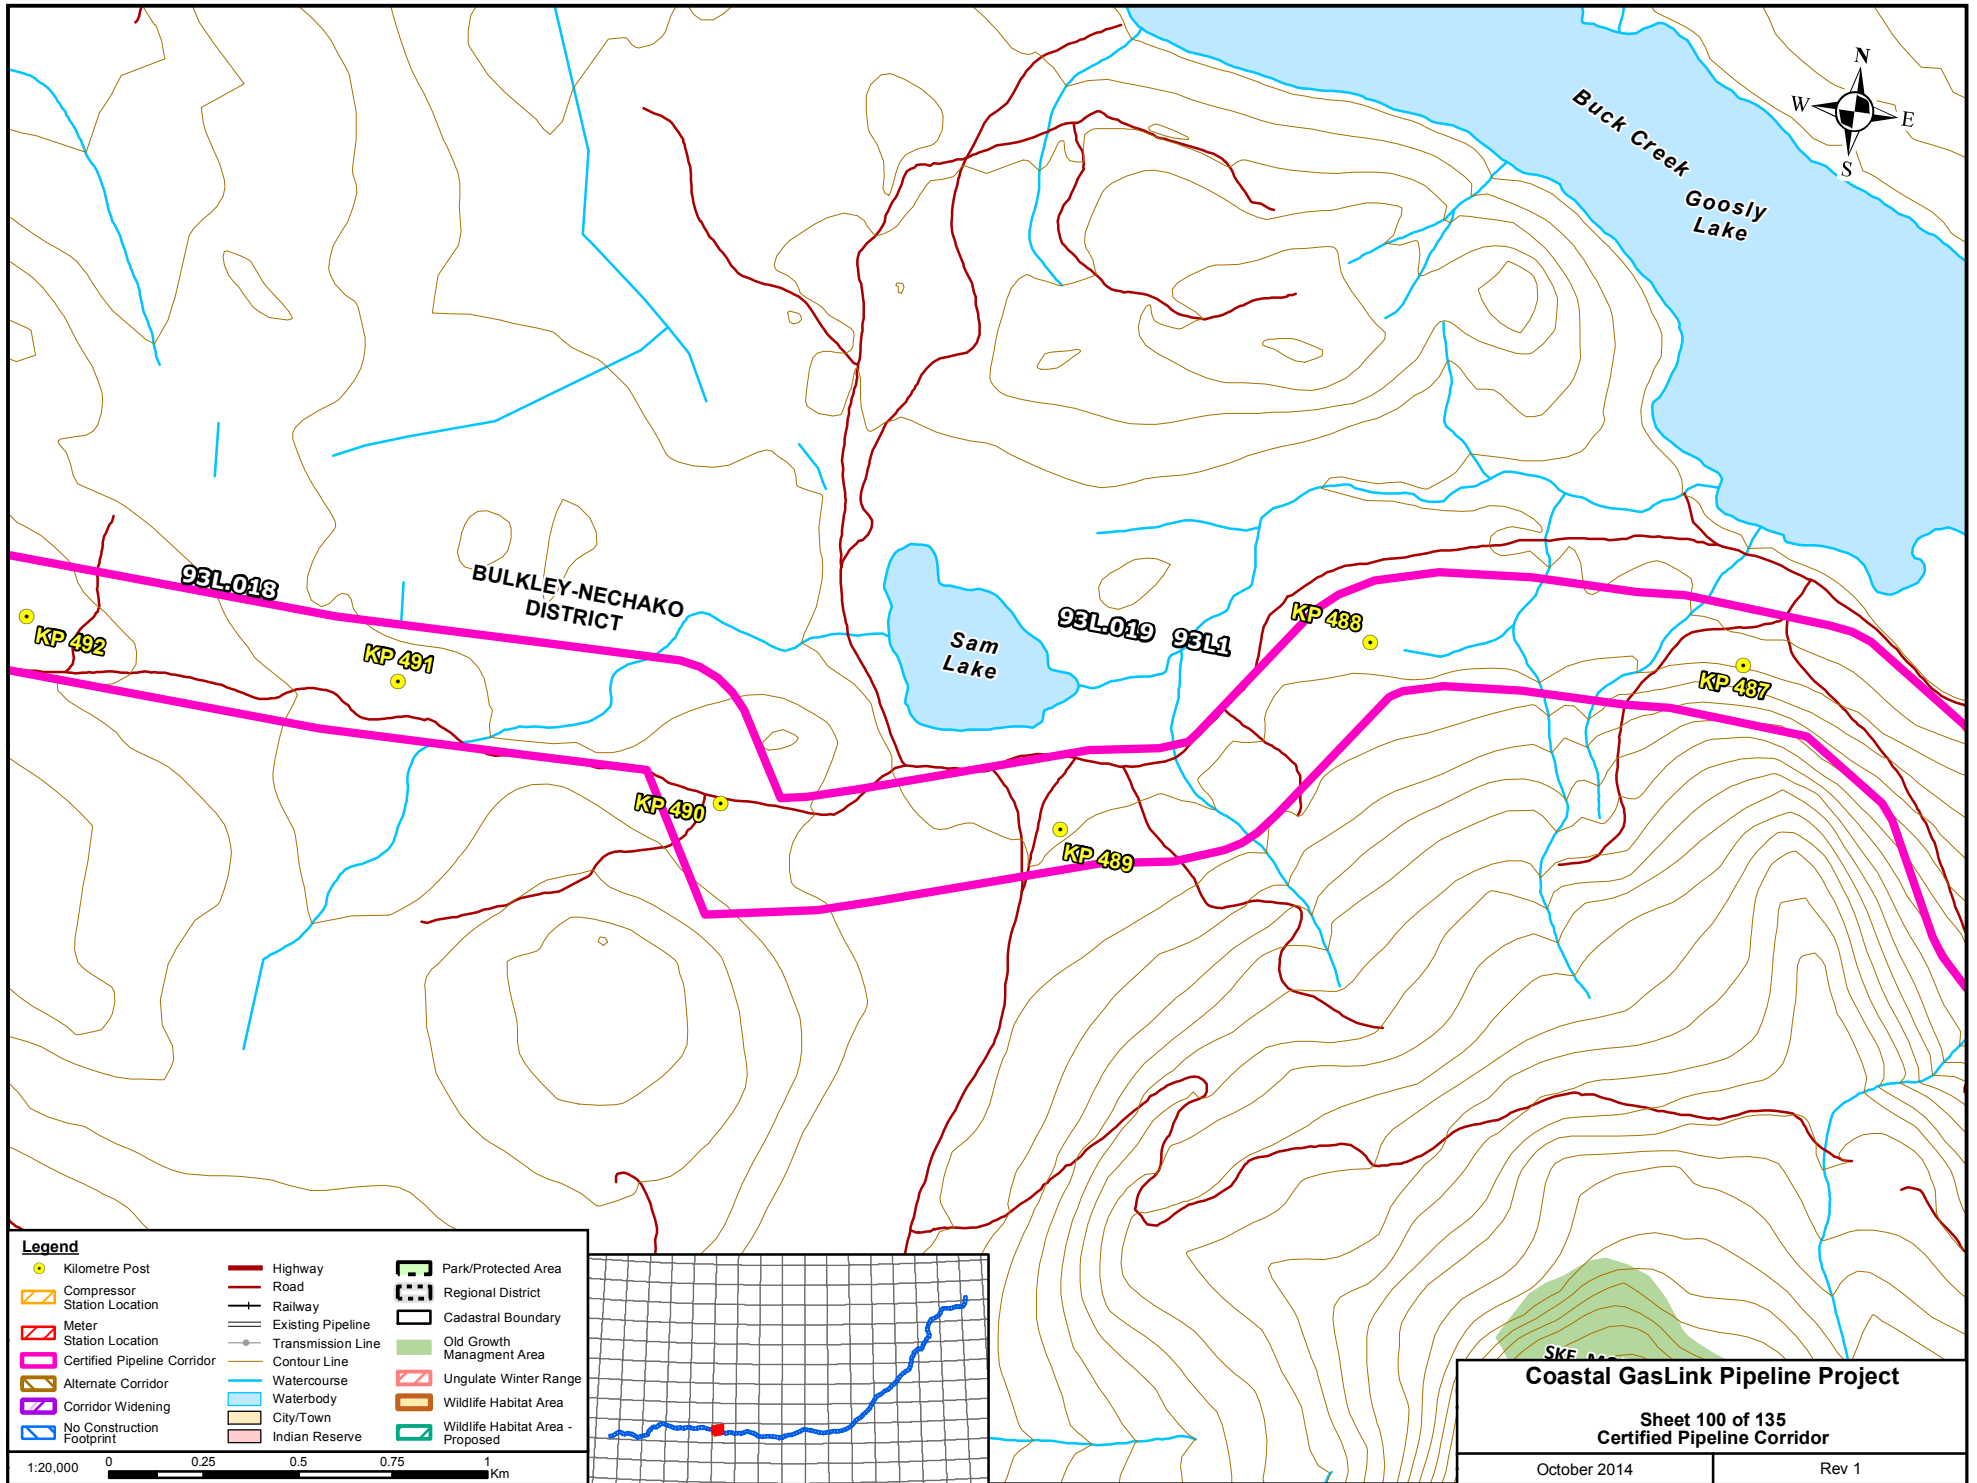 N
W
E
S
Buck Creek
Goosly
Lake
93L.018
BULKLEY-NECHAKO
DISTRICT
KP 492
KP 491
Sam
Lake
93L.019
93L1
KP 488
KP 487
KP 490
KP 489
Legend
Kilometre Post
Compressor
Station Location
Meter
Station Location
Certified Pipeline Corridor
Alternate Corridor
Corridor Widening
No Construction
Footprint
Highway
Road
Railway
Existing Pipeline
Transmission Line
Contour Line
Watercourse
Waterbody
City/Town
Indian Reserve
Park/Protected Area
Regional District
Cadastral Boundary
Old Growth
Managment Area
Ungulate Winter Range
Wildlife Habitat Area
Wildlife Habitat Area -
Proposed
1:20,000
0 0.25 0.5 0.75 1
Km
Coastal GasLink Pipeline Project
Sheet 100 of 135
Certified Pipeline Corridor
October 2014
Rev 1